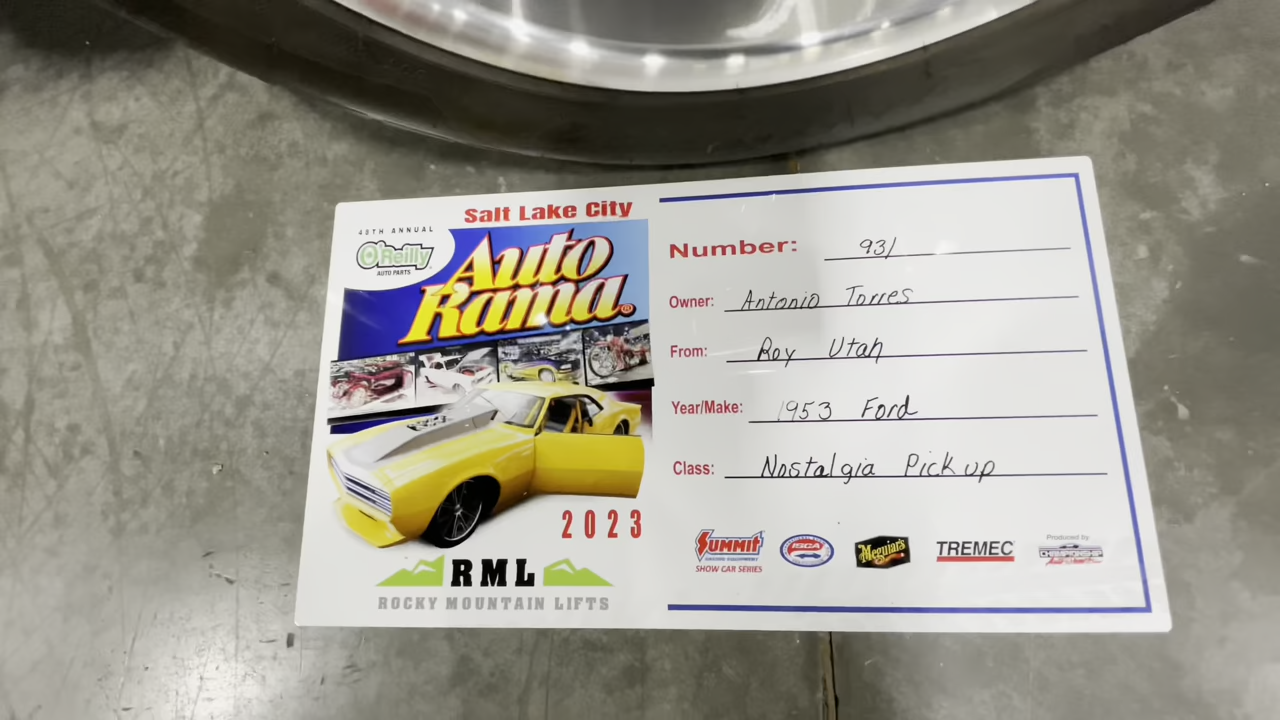 Salt Lake City
48TH ANNUAL
O'Reilly
AUTO PARTS
Auto
Rama®
2023
RML
ROCKY MOUNTAIN LIFTS
Number: 931
Owner: Antonio Torres
From: Roy Utah
Year/Make: 1953 Ford
Class: Nostalgia Pickup
SUMMIT
SHOW CAR SERIES
ISCA
Meguiar's
TREMEC
Produced by